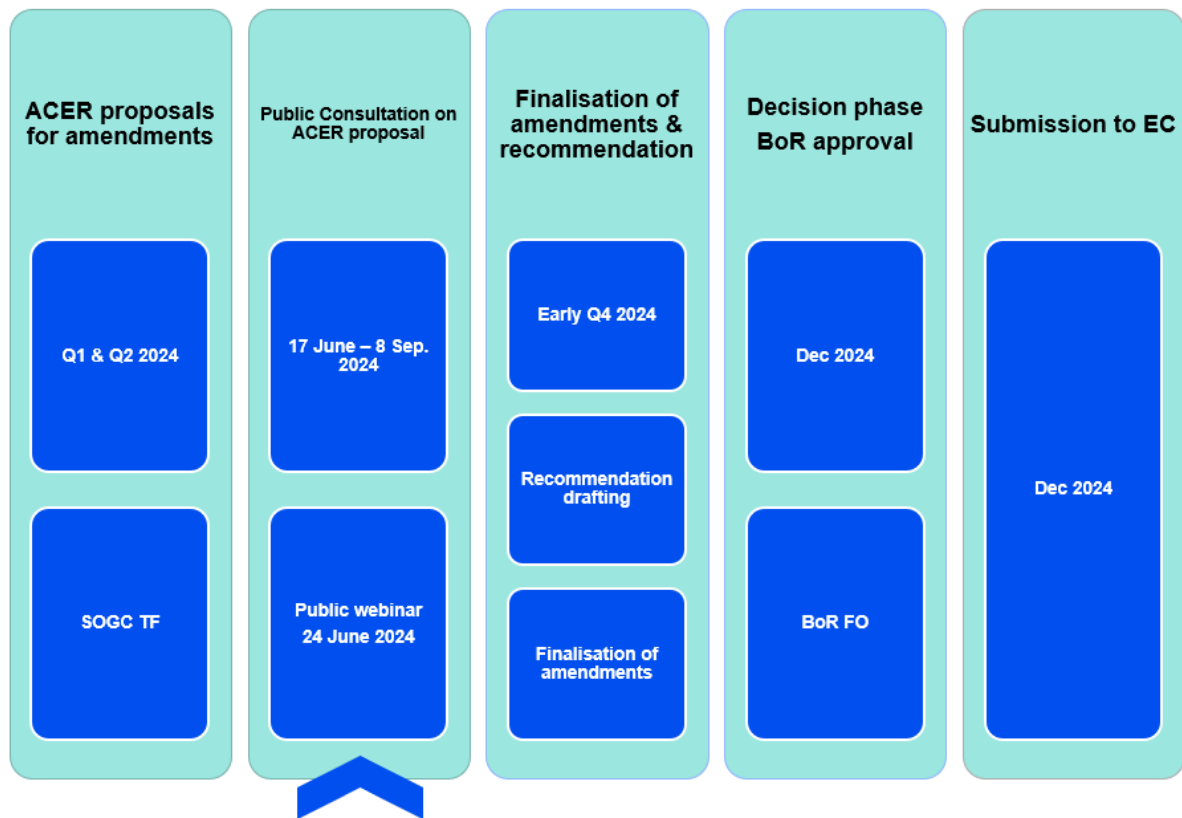 ACER proposals
for amendments
Q1 & Q2 2024
SOGC TF
Public Consultation on
ACER proposal
17 June – 8 Sep.
2024
Public webinar
24 June 2024
Finalisation of
amendments &
recommendation
Early Q4 2024
Recommendation
drafting
Finalisation of
amendments
Decision phase
BoR approval
Dec 2024
BoR FO
Submission to EC
Dec 2024